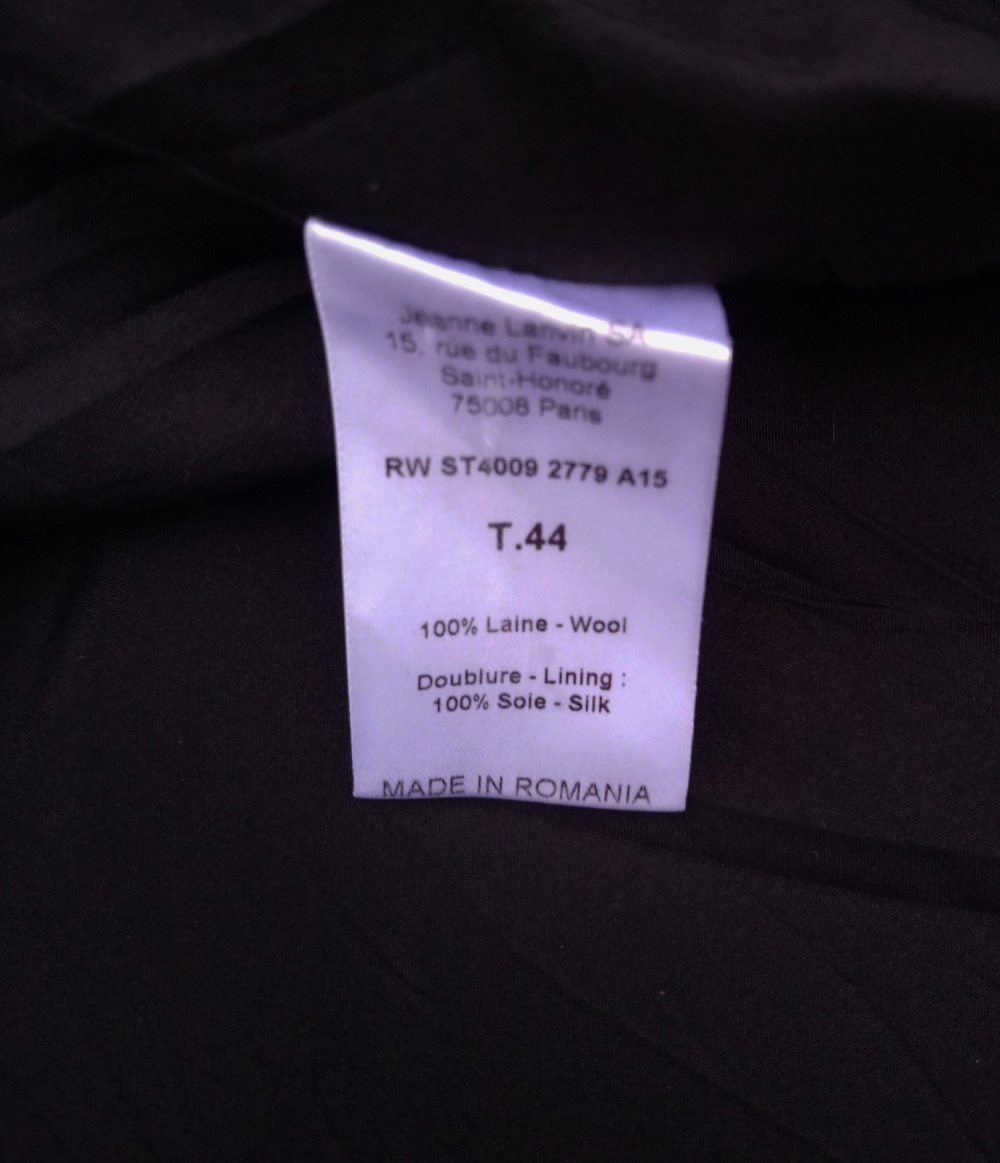 Jeanne Lanvin SA
15, rue du Faubourg
Saint-Honoré
75008 Paris
RW ST4009 2779 A15
T.44
100% Laine - Wool
Doublure - Lining :
100% Soie - Silk
MADE IN ROMANIA